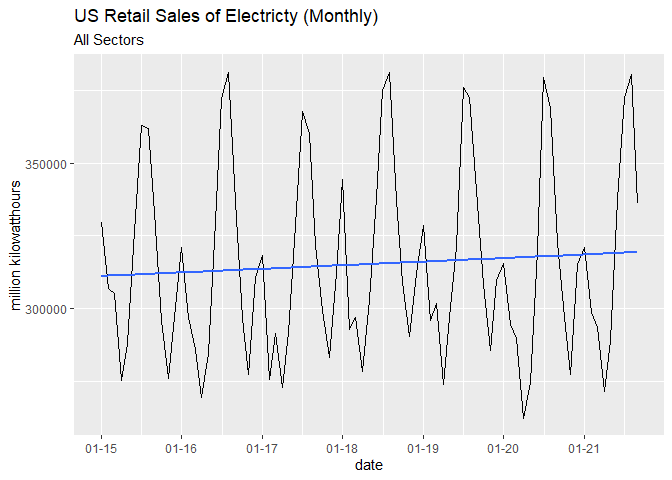 US Retail Sales of Electricty (Monthly)
All Sectors
350000
300000
million kilowatthours
01-15 01-16 01-17 01-18 01-19 01-20 01-21
date